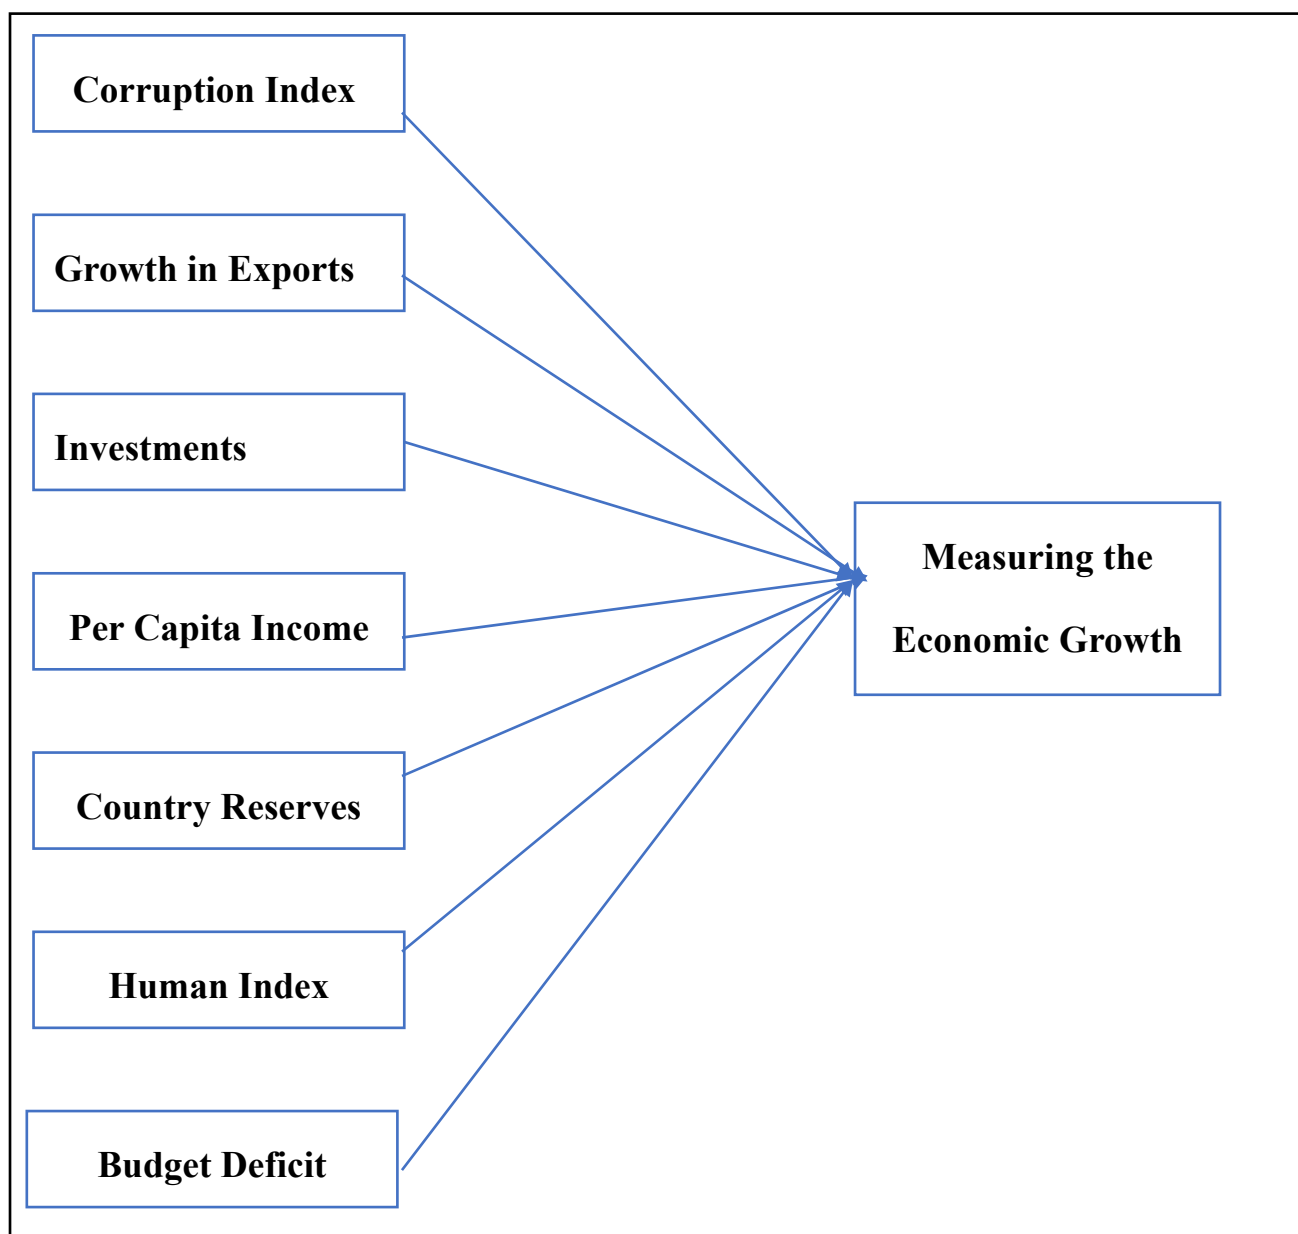 Corruption Index
Growth in Exports
Investments
Per Capita Income
Country Reserves
Human Index
Budget Deficit
Measuring the
Economic Growth